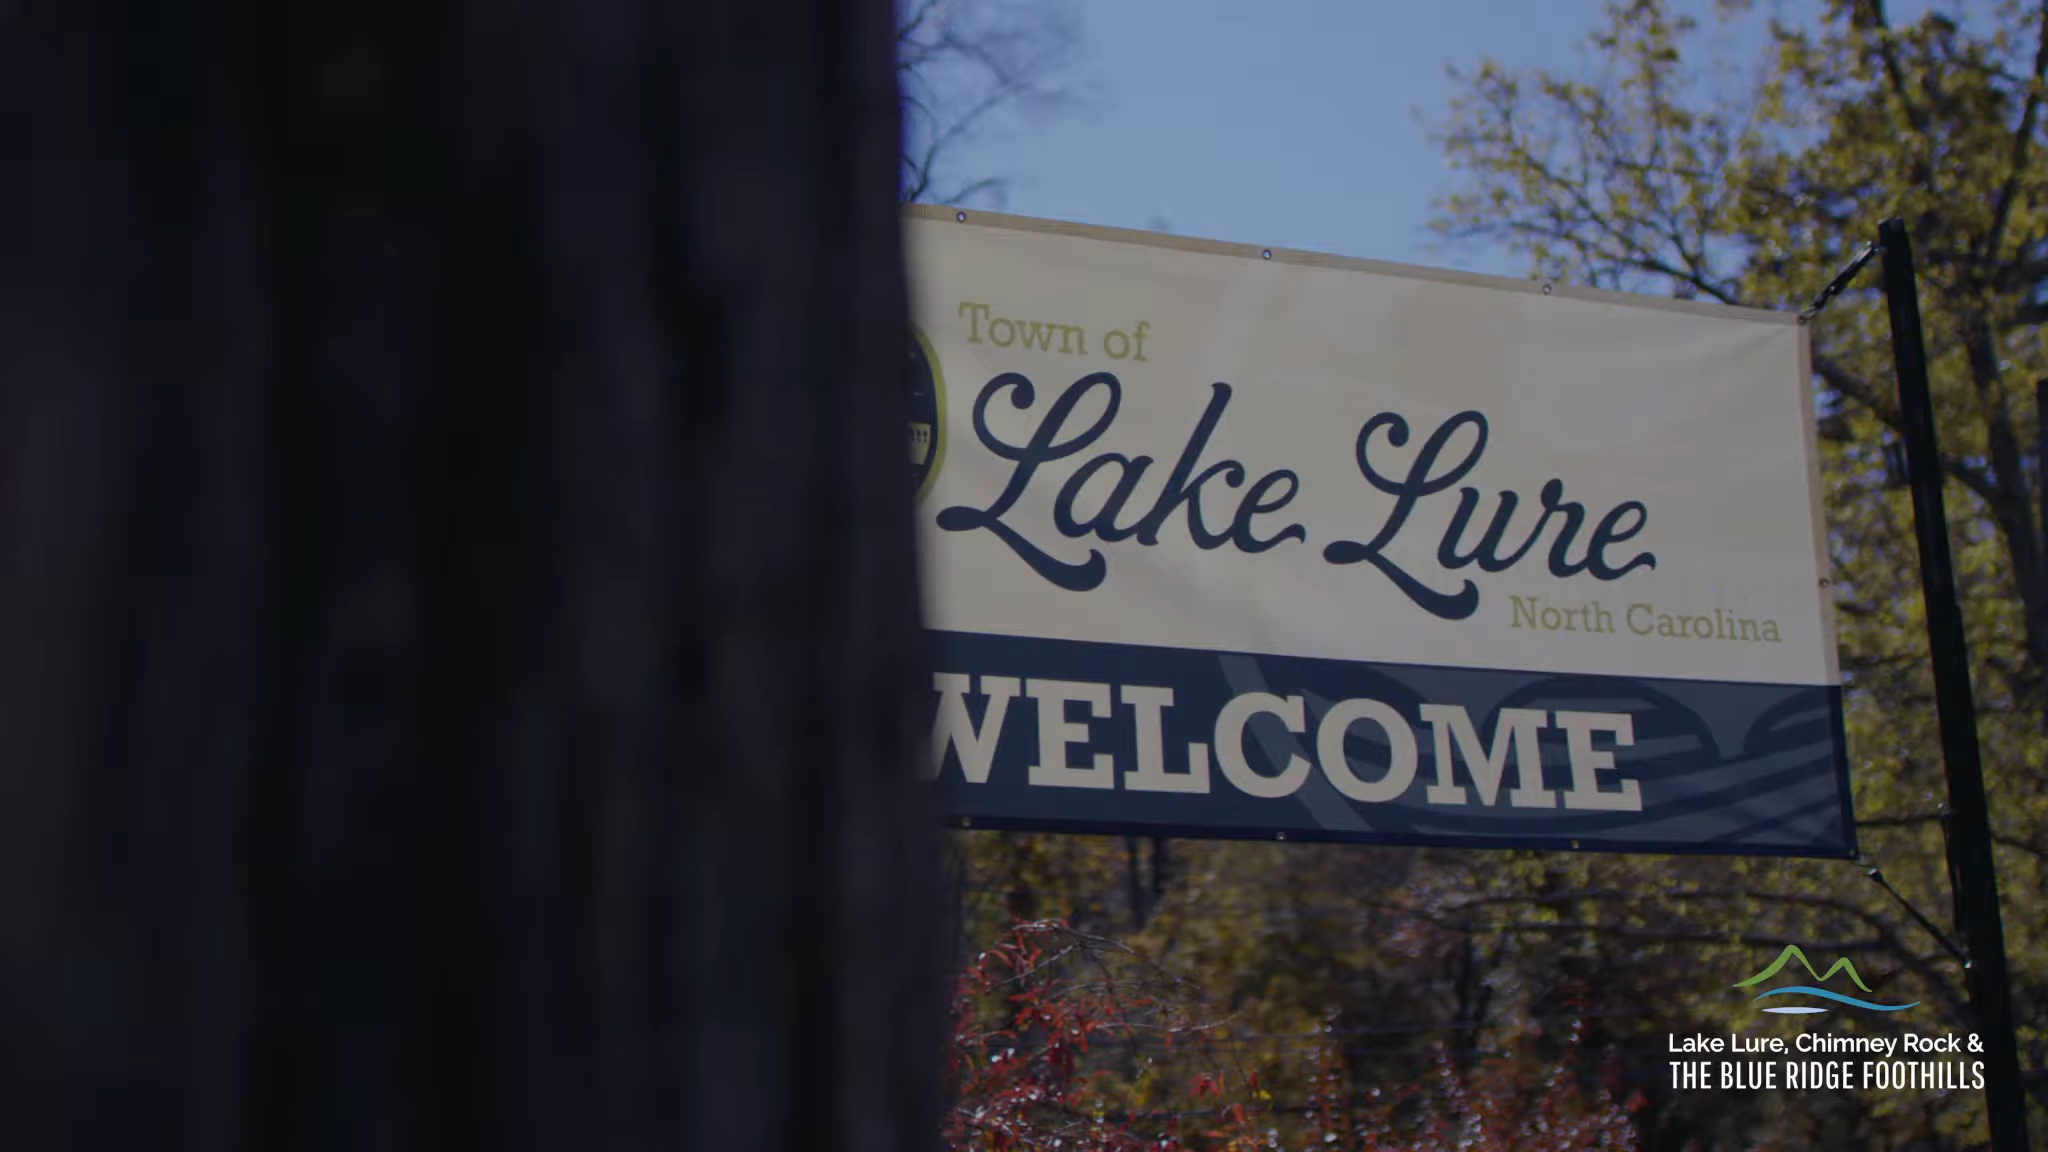 Town of
Lake Lure
North Carolina
WELCOME
Lake Lure, Chimney Rock &
THE BLUE RIDGE FOOTHILLS